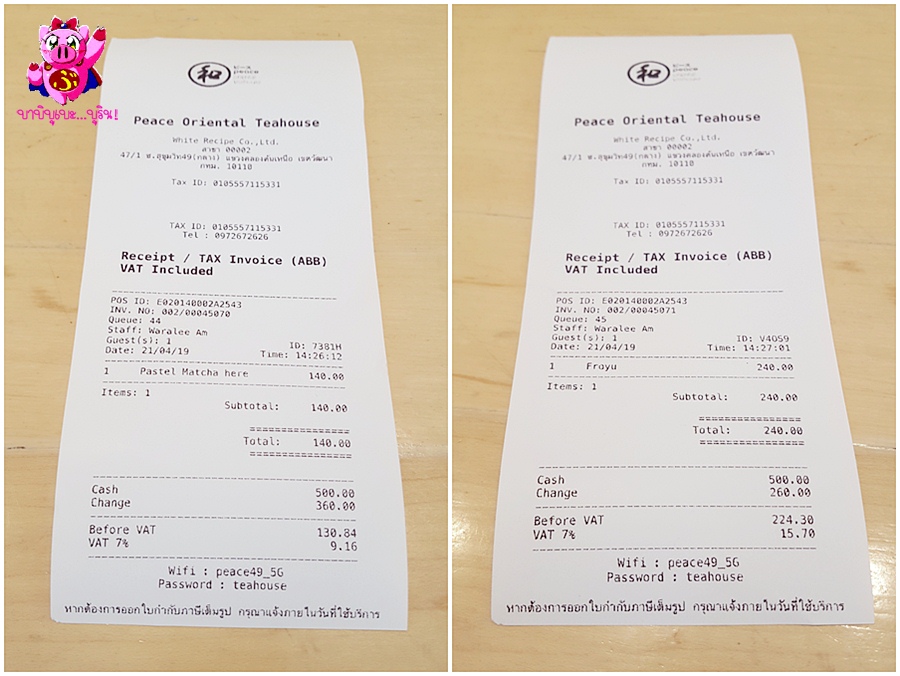 บาบิบูเบะ...บูริน!
和
peace
Peace Oriental Teahouse
White Recipe Co.,Ltd.
สาขา 00002
47/1 ซ.สุขุมวิท49(กลาง) แขวงคลองตันเหนือ เขตวัฒนา
กทม. 10110
Tax ID: 0105557115331
TAX ID: 0105557115331
Tel : 0972672626
Receipt / TAX Invoice (ABB)
VAT Included
POS ID: E020140002A2543
INV. NO: 002/00045070
Queue: 44
Staff: Waralee Am
Guest(s): 1 ID: 7381H
Date: 21/04/19 Time: 14:26:12
1 Pastel Matcha here 140.00
Items: 1
Subtotal: 140.00
Total: 140.00
Cash 500.00
Change 360.00
Before VAT 130.84
VAT 7% 9.16
Wifi : peace49_5G
Password : teahouse
หากต้องการออกใบกำกับภาษีเต็มรูป กรุณาแจ้งภายในวันที่ใช้บริการ
和
peace
Peace Oriental Teahouse
White Recipe Co.,Ltd.
สาขา 00002
47/1 ซ.สุขุมวิท49(กลาง) แขวงคลองตันเหนือ เขตวัฒนา
กทม. 10110
Tax ID: 0105557115331
TAX ID: 0105557115331
Tel : 0972672626
Receipt / TAX Invoice (ABB)
VAT Included
POS ID: E020140002A2543
INV. NO: 002/00045071
Queue: 45
Staff: Waralee Am
Guest(s): 1 ID: V4OS9
Date: 21/04/19 Time: 14:27:01
1 Froyu 240.00
Items: 1
Subtotal: 240.00
Total: 240.00
Cash 500.00
Change 260.00
Before VAT 224.30
VAT 7% 15.70
Wifi : peace49_5G
Password : teahouse
หากต้องการออกใบกำกับภาษีเต็มรูป กรุณาแจ้งภายในวันที่ใช้บริการ